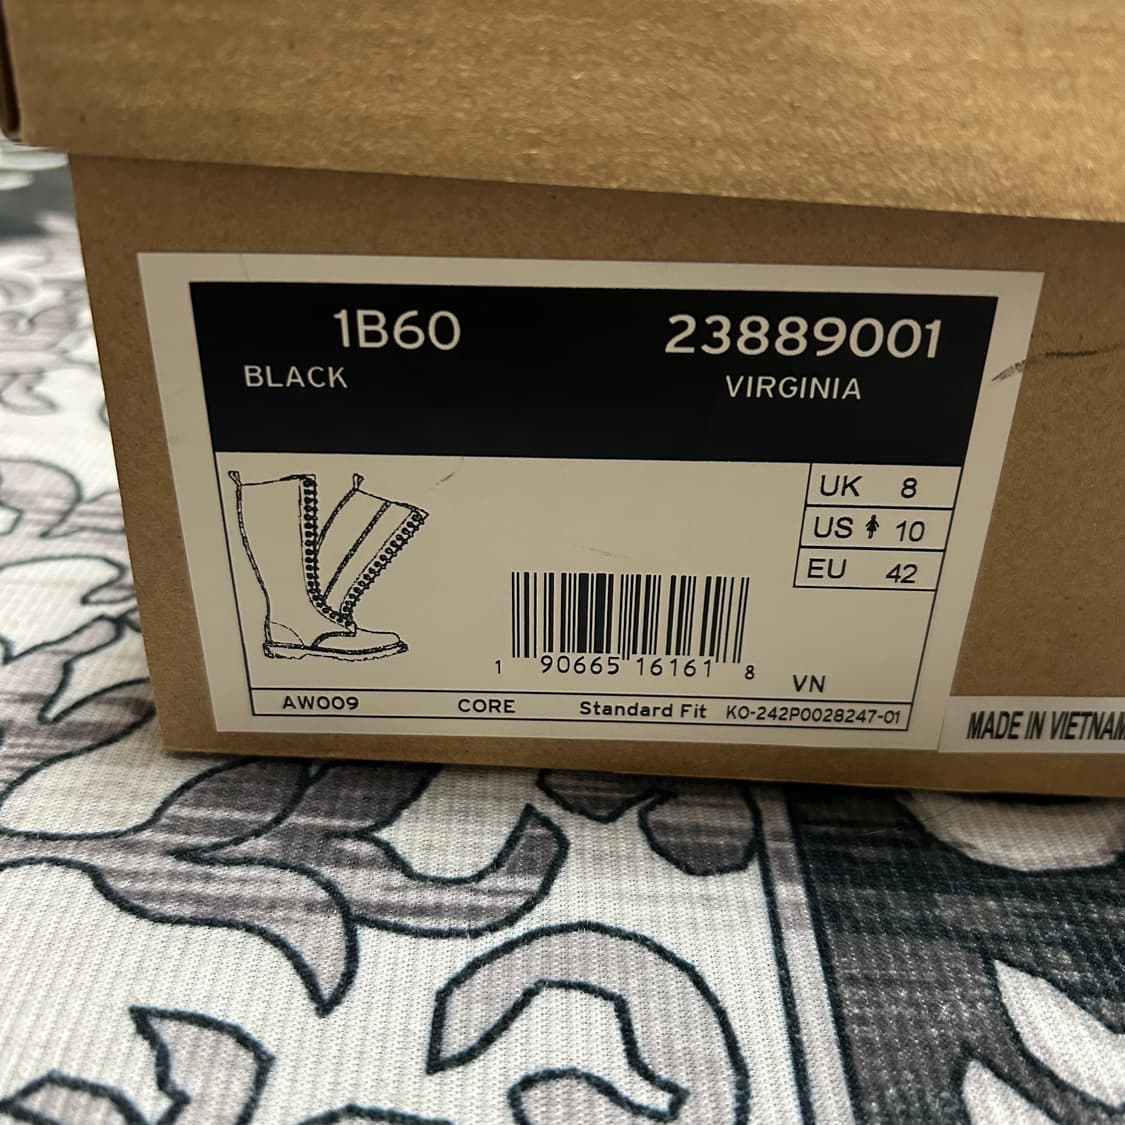 1B60 23889001
BLACK VIRGINIA
UK 8
US 10
EU 42
1 90665 16161 8
VN
AW009 CORE Standard Fit KO-242P0028247-01
MADE IN VIETNAM